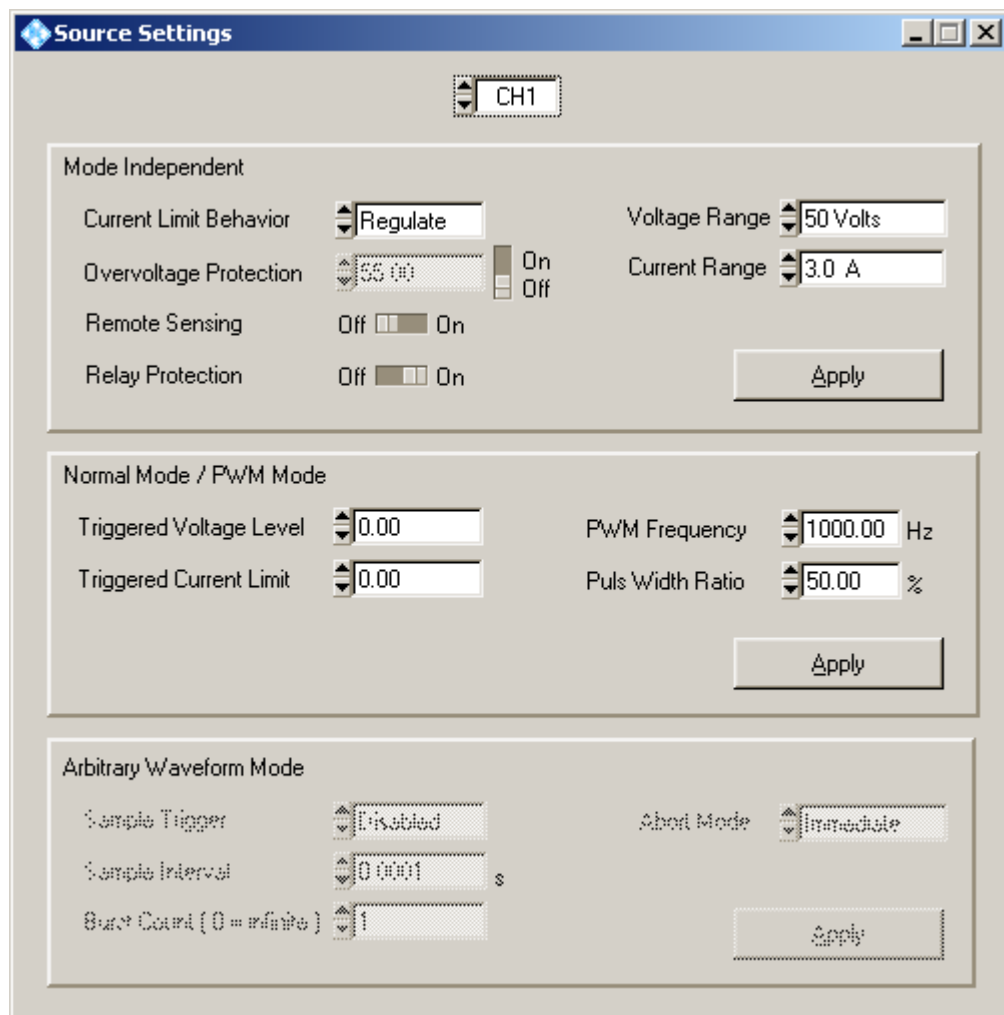 Source Settings
CH1
Mode Independent
Current Limit Behavior Regulate
Voltage Range 50 Volts
Overvoltage Protection 55.00 On Off
Current Range 3.0 A
Remote Sensing Off On
Relay Protection Off On
Apply
Normal Mode / PWM Mode
Triggered Voltage Level 0.00
PWM Frequency 1000.00 Hz
Triggered Current Limit 0.00
Puls Width Ratio 50.00 %
Apply
Arbitrary Waveform Mode
Sample Trigger Disabled
Abort Mode Immediate
Sample Interval 0.0001 s
Burst Count ( 0 = infinite ) 1
Apply